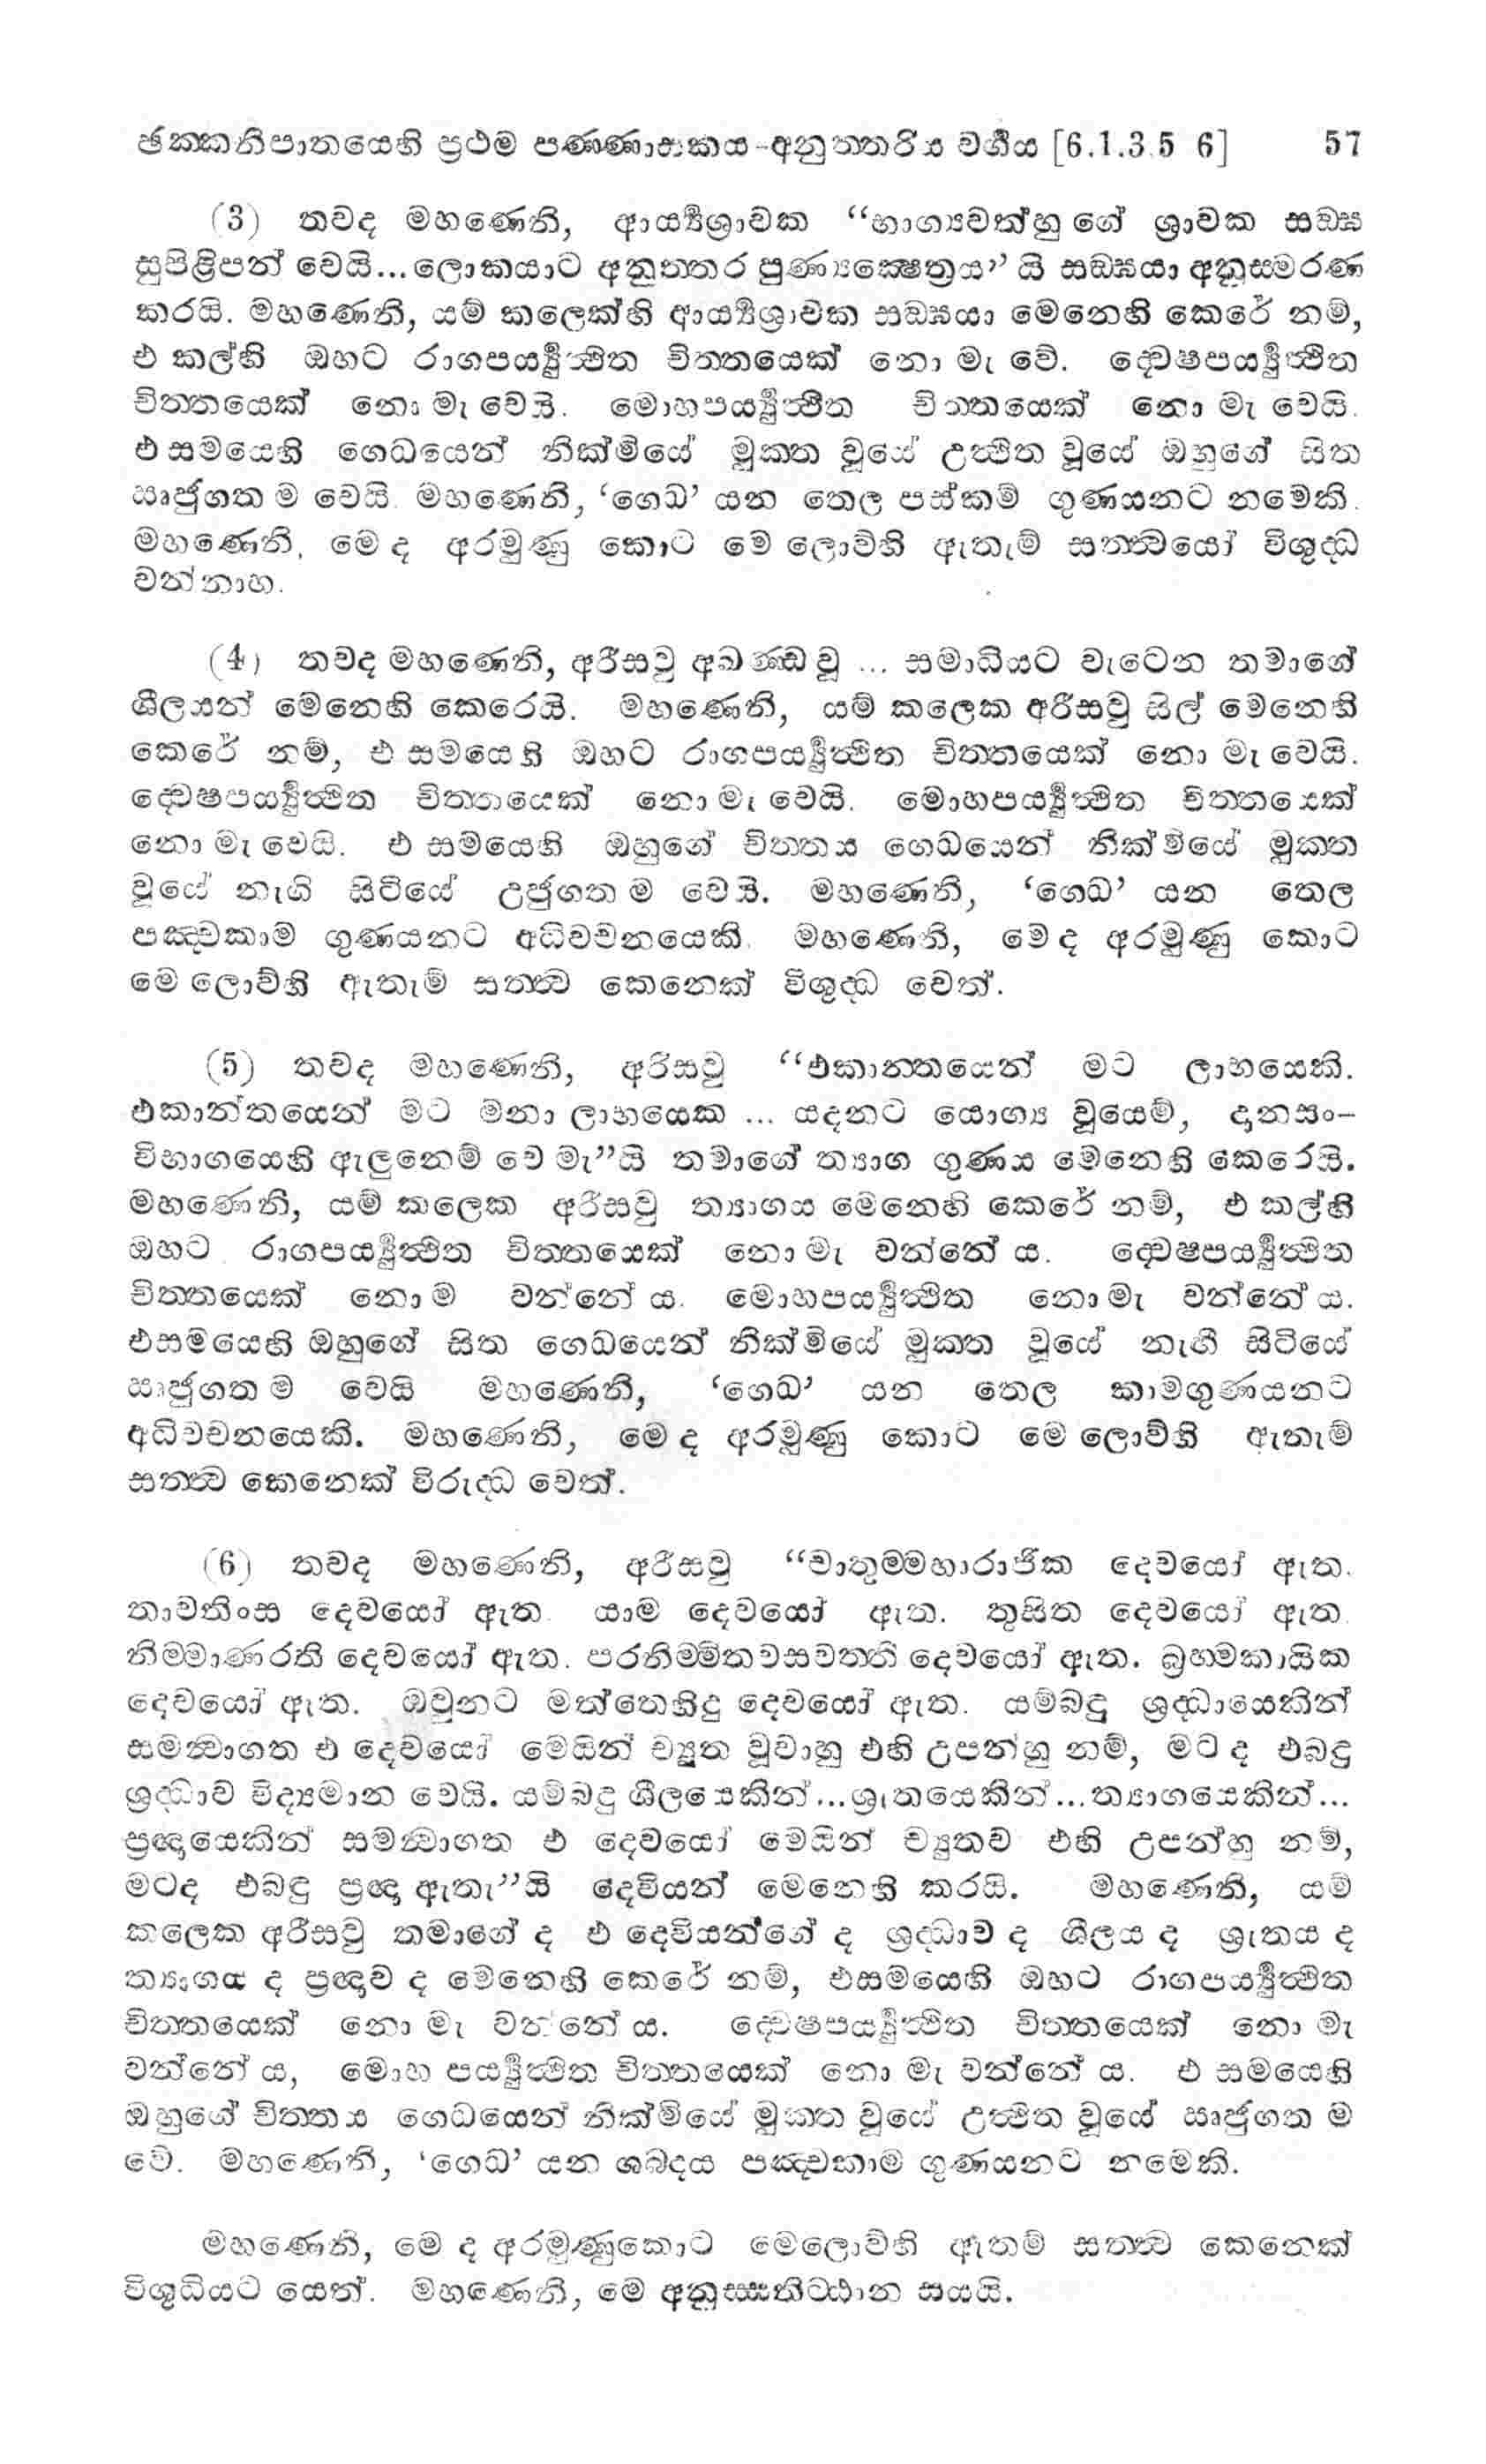 ඡක්කනිපාතයෙහි ප්‍රථම පණ්ණාසකය-අනුත්තරිය වර්ගය [6.1.3.5 6] 57
(3) තවද මහණෙනි, ආර්ය්‍යශ්‍රාවක “භාග්‍යවත්හු ගේ ශ්‍රාවක සඞ්ඝ
සුපිළිපන් වෙයි... ලොකයාට අනුත්තර පුණ්‍යක්‍ෂෙත්‍රය” යි සඞ්ඝයා අනුස්මරණ
කරයි. මහණෙනි, යම් කලෙක්හි ආර්ය්‍යශ්‍රාවක සඞ්ඝයා මෙනෙහි කෙරේ නම්,
එ කල්හි ඔහට රාගපර්ය්‍යුත්‍ථිත චිත්තයෙක් නො මැ වේ. ද්වෙෂපර්ය්‍යුත්‍ථිත
චිත්තයෙක් නො මැ වෙයි. මොහපර්ය්‍යුත්‍ථිත චිත්තයෙක් නො මැ වෙයි.
එ සමයෙහි ගෙධයෙන් නික්මියේ මුක්ත වූයේ උත්‍ථිත වූයේ ඔහුගේ සිත
ඍජුගත ම වෙයි. මහණෙනි, ‘ගෙධ’ යන තෙල පස්කම් ගුණයනට නමෙකි.
මහණෙනි, මෙ ද අරමුණු කොට මෙ ලොව්හි ඇතැම් සත්ත්‍වයෝ විශුද්ධ
වන්නාහ.
(4) තවද මහණෙනි, අරීසවු අඛණ්ඩ වූ ... සමාධියට වැටෙන තමාගේ
ශීලයන් මෙනෙහි කෙරෙයි. මහණෙනි, යම් කලෙක අරීසවු සිල් මෙනෙහි
කෙරේ නම්, එ සමයෙහි ඔහට රාගපර්ය්‍යුත්‍ථිත චිත්තයෙක් නො මැ වෙයි.
ද්වෙෂපර්ය්‍යුත්‍ථිත චිත්තයෙක් නො මැ වෙයි. මොහපර්ය්‍යුත්‍ථිත චිත්තයෙක්
නො මැ වෙයි. එ සමයෙහි ඔහුගේ චිත්තය ගෙධයෙන් නික්මියේ මුක්ත
වූයේ නැගි සිටියේ උජුගත ම වෙයි. මහණෙනි, ‘ගෙධ’ යන තෙල
පඤ්චකාම ගුණයනට අධිවචනයෙකි. මහණෙනි, මෙ ද අරමුණු කොට
මෙ ලොව්හි ඇතැම් සත්ත්‍ව කෙනෙක් විශුද්ධ වෙත්.
(5) තවද මහණෙනි, අරීසවු “එකාන්තයෙන් මට ලාභයෙකි.
එකාන්තයෙන් මට මනා ලාභයෙක ... යදනට යොග්‍ය වූයෙම්, දානසං-
විභාගයෙහි ඇලුනෙම් වෙ මැ”යි තමාගේ ත්‍යාග ගුණය මෙනෙහි කෙරෙයි.
මහණෙනි, යම් කලෙක අරීසවු ත්‍යාගය මෙනෙහි කෙරේ නම්, එ කල්හි
ඔහට රාගපර්ය්‍යුත්‍ථිත චිත්තයෙක් නො මැ වන්නේ ය. ද්වෙෂපර්ය්‍යුත්‍ථිත
චිත්තයෙක් නො ම වන්නේ ය. මොහපර්ය්‍යුත්‍ථිත නො මැ වන්නේ ය.
එසමයෙහි ඔහුගේ සිත ගෙධයෙන් නික්මියේ මුක්ත වූයේ නැඟී සිටියේ
ඍජුගත ම වෙයි මහණෙනි, ‘ගෙධ’ යන තෙල කාමගුණයනට
අධිවචනයෙකි. මහණෙනි, මෙ ද අරමුණු කොට මෙ ලොව්හි ඇතැම්
සත්ත්‍ව කෙනෙක් විරුද්ධ වෙත්.
(6) තවද මහණෙනි, අරීසවු “චාතුම්මහාරාජික දෙවයෝ ඇත.
තාවතිංස දෙවයෝ ඇත. යාම දෙවයෝ ඇත. තුසිත දෙවයෝ ඇත.
නිම්මාණරති දෙවයෝ ඇත. පරනිම්මිතවසවත්ති දෙවයෝ ඇත. බ්‍රහ්මකායික
දෙවයෝ ඇත. ඔවුනට මත්තෙහිදු දෙවයෝ ඇත. යම්බඳු ශ්‍රද්ධායෙකින්
සමන්‍වාගත එ දෙවයෝ මෙයින් ච්‍යුත වූවාහු එහි උපන්හු නම්, මට ද එබඳු
ශ්‍රද්ධාව විද්‍යමාන වෙයි. යම්බඳු ශීලයෙකින්... ශ්‍රුතයෙකින්... ත්‍යාගයෙකින්...
ප්‍රඥායෙකින් සමන්‍වාගත එ දෙවයෝ මෙයින් ච්‍යුතව එහි උපන්හු නම්,
මටද එබඳු ප්‍රඥා ඇතැ”යි දෙවියන් මෙනෙහි කරයි. මහණෙනි, යම්
කලෙක අරීසවු තමාගේ ද එ දෙවියන්ගේ ද ශ්‍රද්ධාව ද ශීලය ද ශ්‍රුතය ද
ත්‍යාගය ද ප්‍රඥාව ද මෙනෙහි කෙරේ නම්, එසමයෙහි ඔහට රාගපර්ය්‍යුත්‍ථිත
චිත්තයෙක් නො මැ වන්නේ ය. ද්වෙෂපර්ය්‍යුත්‍ථිත චිත්තයෙක් නො මැ
වන්නේ ය, මොහ පර්ය්‍යුත්‍ථිත චිත්තයෙක් නො මැ වන්නේ ය. එ සමයෙහි
ඔහුගේ චිත්තය ගෙධයෙන් නික්මියේ මුක්ත වූයේ උත්‍ථිත වූයේ ඍජුගත ම
වේ. මහණෙනි, ‘ගෙධ’ යන ශබ්දය පඤ්චකාම ගුණයනට නමෙකි.
මහණෙනි, මෙ ද අරමුණුකොට මෙලොව්හි ඇතම් සත්ත්‍ව කෙනෙක්
විශුද්ධියට යෙත්. මහණෙනි, මෙ අනුස්සතිට්ඨාන සයයි.